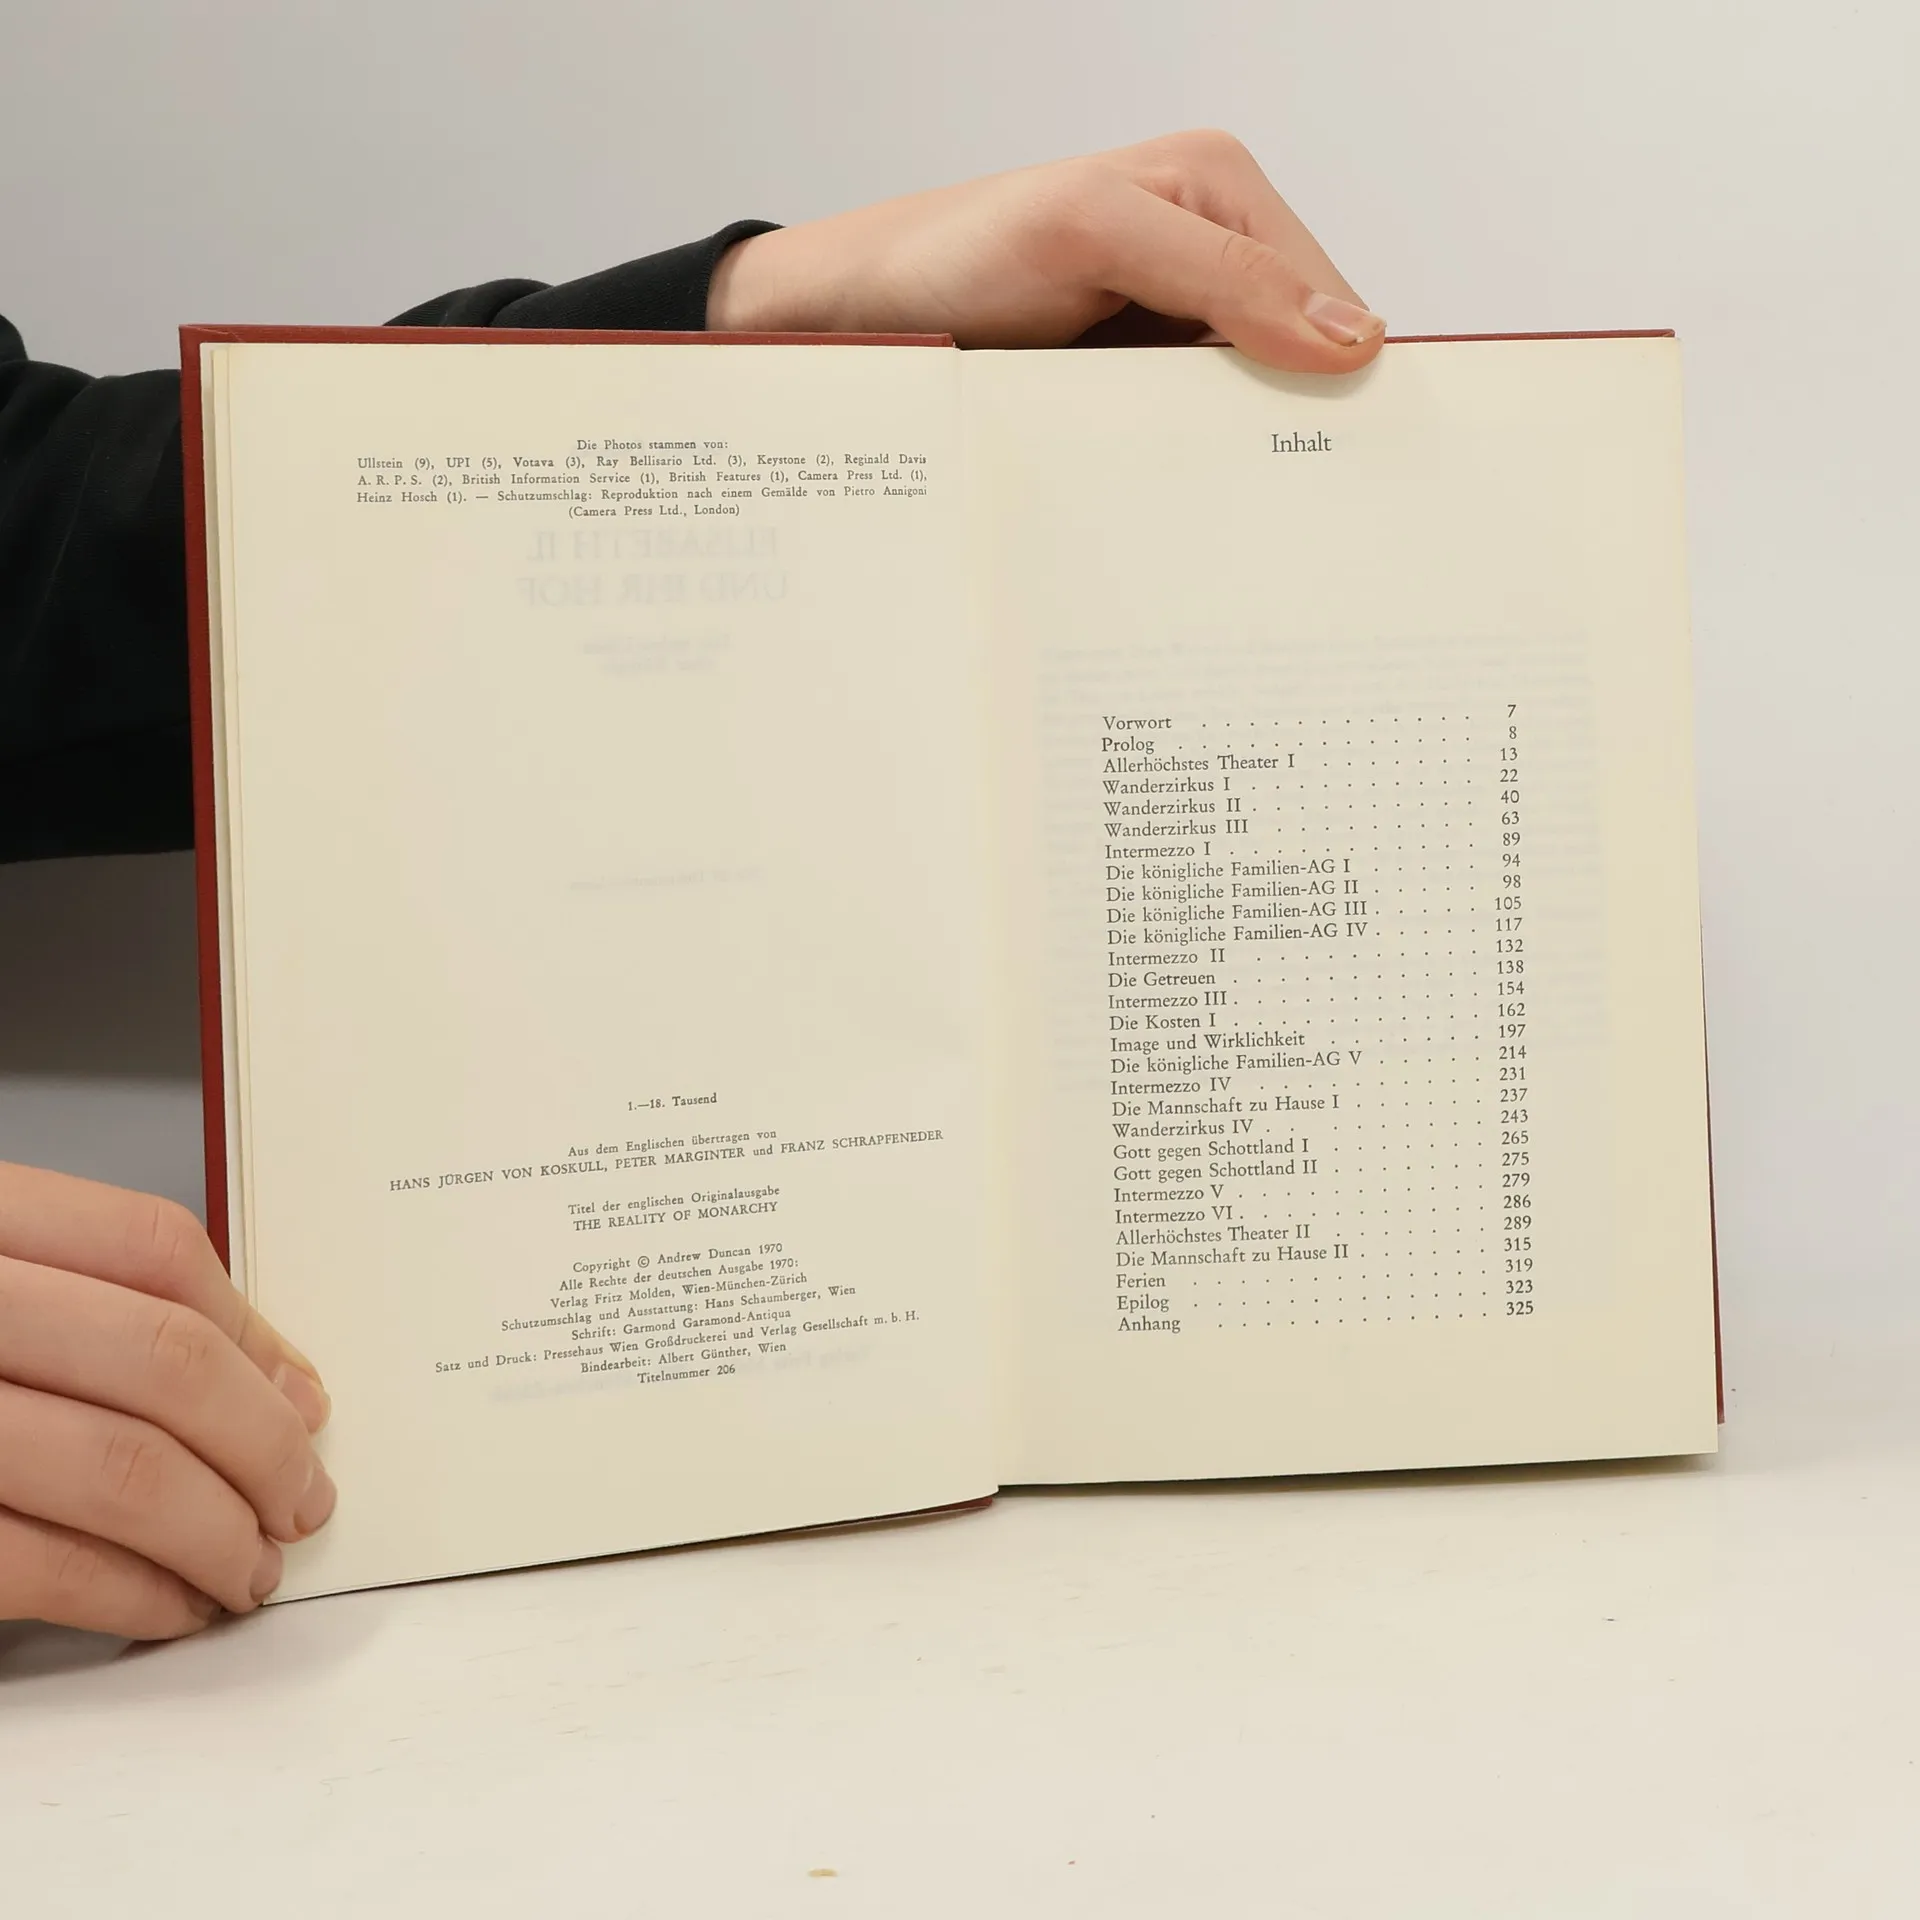 Die Photos stammen von:
Ullstein (9), UPI (5), Votava (3), Ray Bellisario Ltd. (3), Keystone (2), Reginald Davis
A. R. P. S. (2), British Information Service (1), British Features (1), Camera Press Ltd. (1),
Heinz Hosch (1). — Schutzumschlag: Reproduktion nach einem Gemälde von Pietro Annigoni
(Camera Press Ltd., London)
ELISABETH II.
UND IHR HOF
1.—18. Tausend
Aus dem Englischen übertragen von
HANS JÜRGEN VON KOSKULL, PETER MARGINTER und FRANZ SCHRAPFENEDER
Titel der englischen Originalausgabe
THE REALITY OF MONARCHY
Copyright © Andrew Duncan 1970
Alle Rechte der deutschen Ausgabe 1970:
Verlag Fritz Molden, Wien-München-Zürich
Schutzumschlag und Ausstattung: Hans Schaumberger, Wien
Schrift: Garmond Garamond-Antiqua
Satz und Druck: Pressehaus Wien Großdruckerei und Verlag Gesellschaft m. b. H.
Bindearbeit: Albert Günther, Wien
Titelnummer 206
Inhalt
Vorwort . . . . . . . . . . . . 7
Prolog . . . . . . . . . . . . . 8
Allerhöchstes Theater I . . . . . . . 13
Wanderzirkus I . . . . . . . . . . 22
Wanderzirkus II . . . . . . . . . . 40
Wanderzirkus III . . . . . . . . . 63
Intermezzo I . . . . . . . . . . . 89
Die königliche Familien-AG I . . . . . 94
Die königliche Familien-AG II . . . . . 98
Die königliche Familien-AG III . . . . . 105
Die königliche Familien-AG IV . . . . . 117
Intermezzo II . . . . . . . . . . 132
Die Getreuen . . . . . . . . . . . 138
Intermezzo III . . . . . . . . . . . 154
Die Kosten I . . . . . . . . . . . 162
Image und Wirklichkeit . . . . . . . 197
Die königliche Familien-AG V . . . . . 214
Intermezzo IV . . . . . . . . . . 231
Die Mannschaft zu Hause I . . . . . . 237
Wanderzirkus IV . . . . . . . . . 243
Gott gegen Schottland I . . . . . . . 265
Gott gegen Schottland II . . . . . . . 275
Intermezzo V . . . . . . . . . . . 279
Intermezzo VI . . . . . . . . . . . 286
Allerhöchstes Theater II . . . . . . . 289
Die Mannschaft zu Hause II . . . . . . 315
Ferien . . . . . . . . . . . . . 319
Epilog . . . . . . . . . . . . . 323
Anhang . . . . . . . . . . . . 325